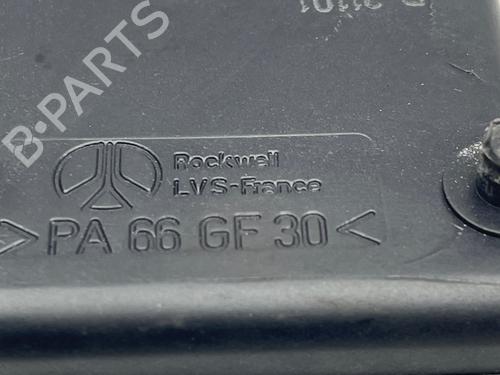 B-PARTS
Rockwell
LVS-France
>PA 66 GF 30<